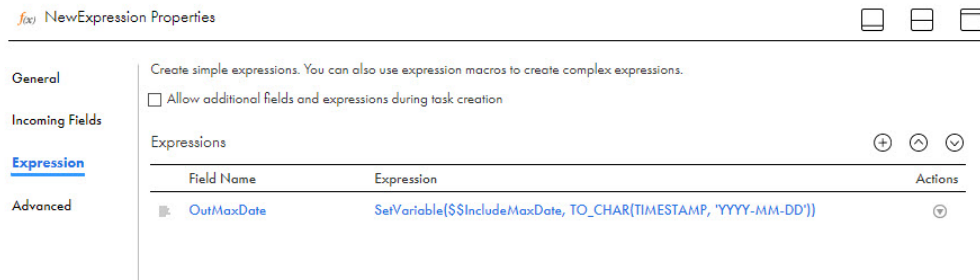 f(x) NewExpression Properties
General
Incoming Fields
Expression
Advanced
Create simple expressions. You can also use expression macros to create complex expressions.
Allow additional fields and expressions during task creation
Expressions
Field Name Expression Actions
OutMaxDate SetVariable($$IncludeMaxDate, TO_CHAR(TIMESTAMP, 'YYYY-MM-DD'))